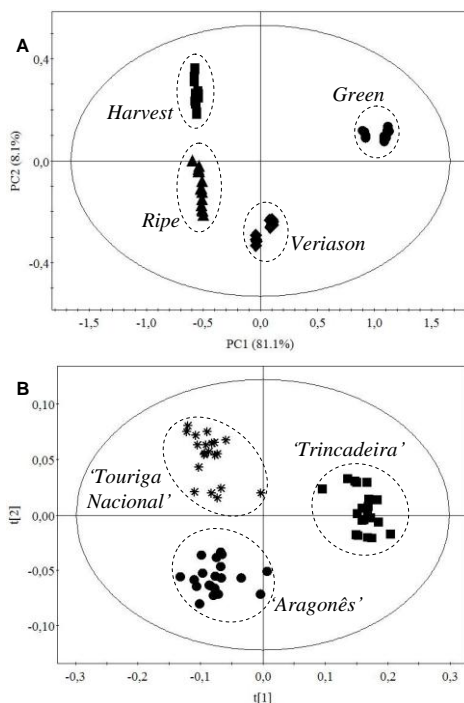 A
0,4
Harvest
Green
0,0
Ripe
Veriason
-0,4
-1,5 -1,0 -0,5 0,0 0,5 1,0 1,5
PC2 (8.1%)
PC1 (81.1%)
B
0,10
‘Touriga
Nacional’
‘Trincadeira’
0,05
0,00
-0,05
‘Aragonês’
-0,10
-0,3 -0,2 -0,1 0,0 0,1 0,2 0,3
t[2]
t[1]